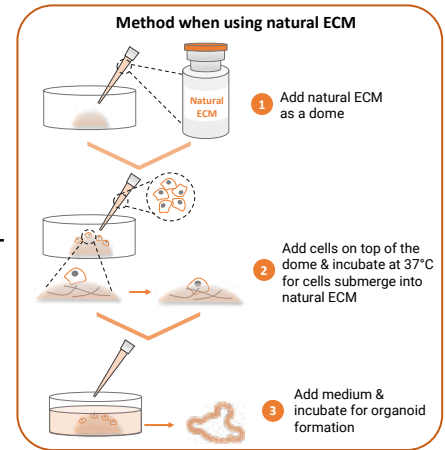 Method when using natural ECM
Natural
ECM
1
Add natural ECM
as a dome
2
Add cells on top of the
dome & incubate at 37°C
for cells submerge into
natural ECM
3
Add medium &
incubate for organoid
formation